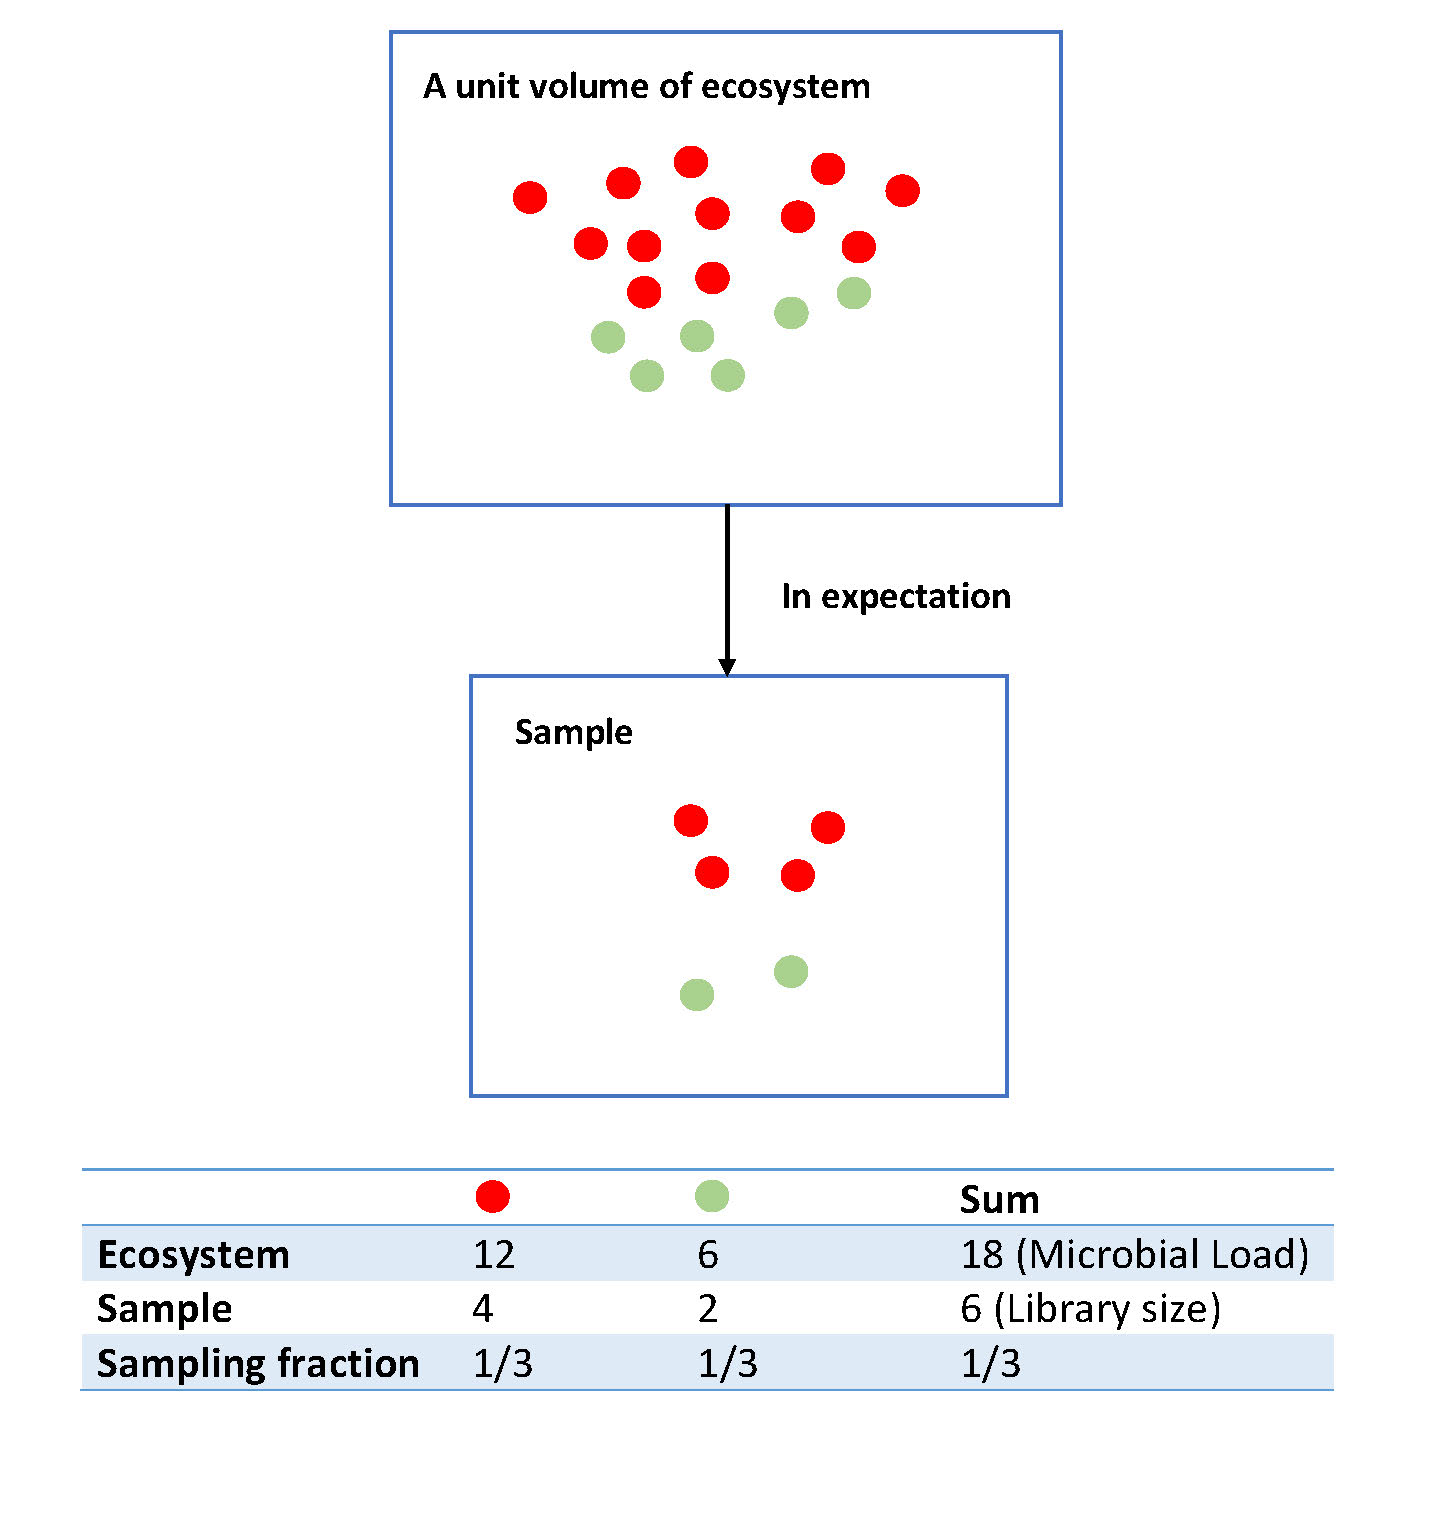 A unit volume of ecosystem
In expectation
Sample
Sum
Ecosystem 12 6 18 (Microbial Load)
Sample 4 2 6 (Library size)
Sampling fraction 1/3 1/3 1/3